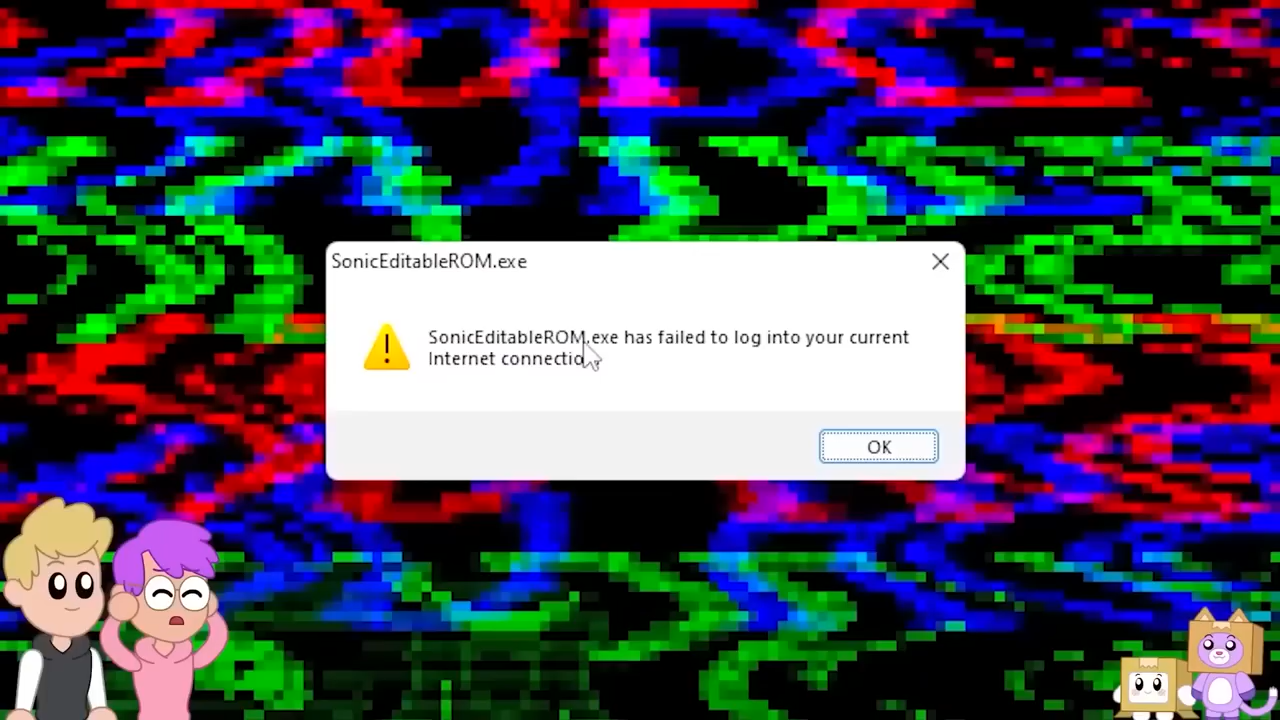 SonicEditableROM.exe
SonicEditableROM.exe has failed to log into your current
Internet connectio
OK